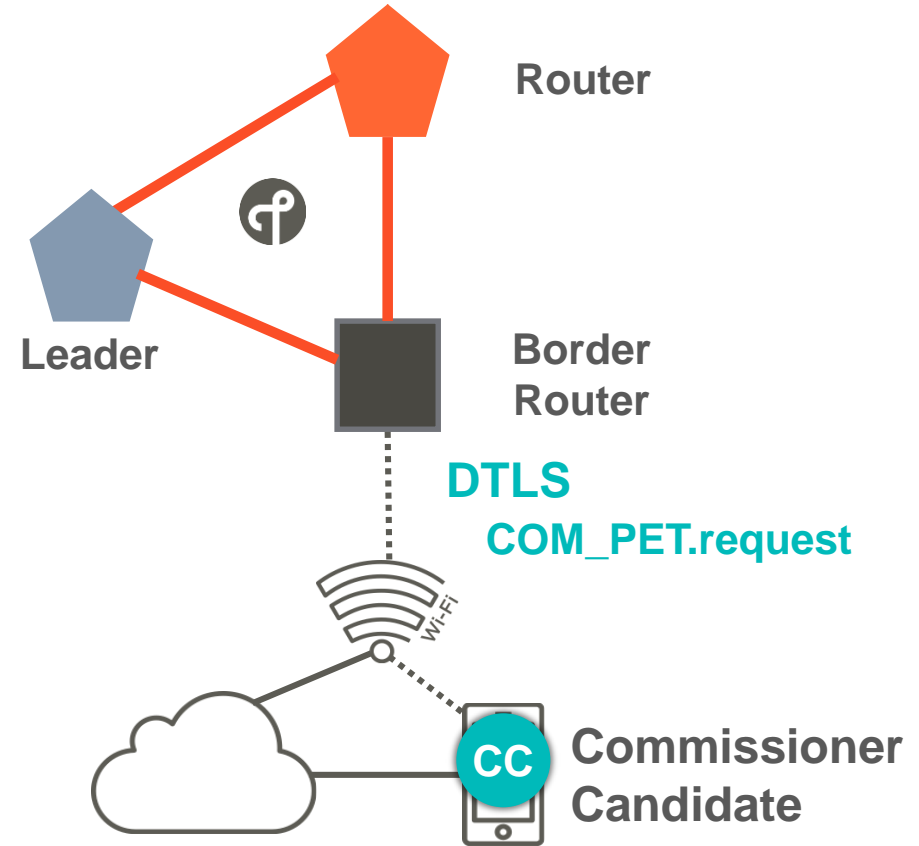 Router
Leader
Border
Router
DTLS
COM_PET.request
Wi-Fi
CC
Commissioner
Candidate